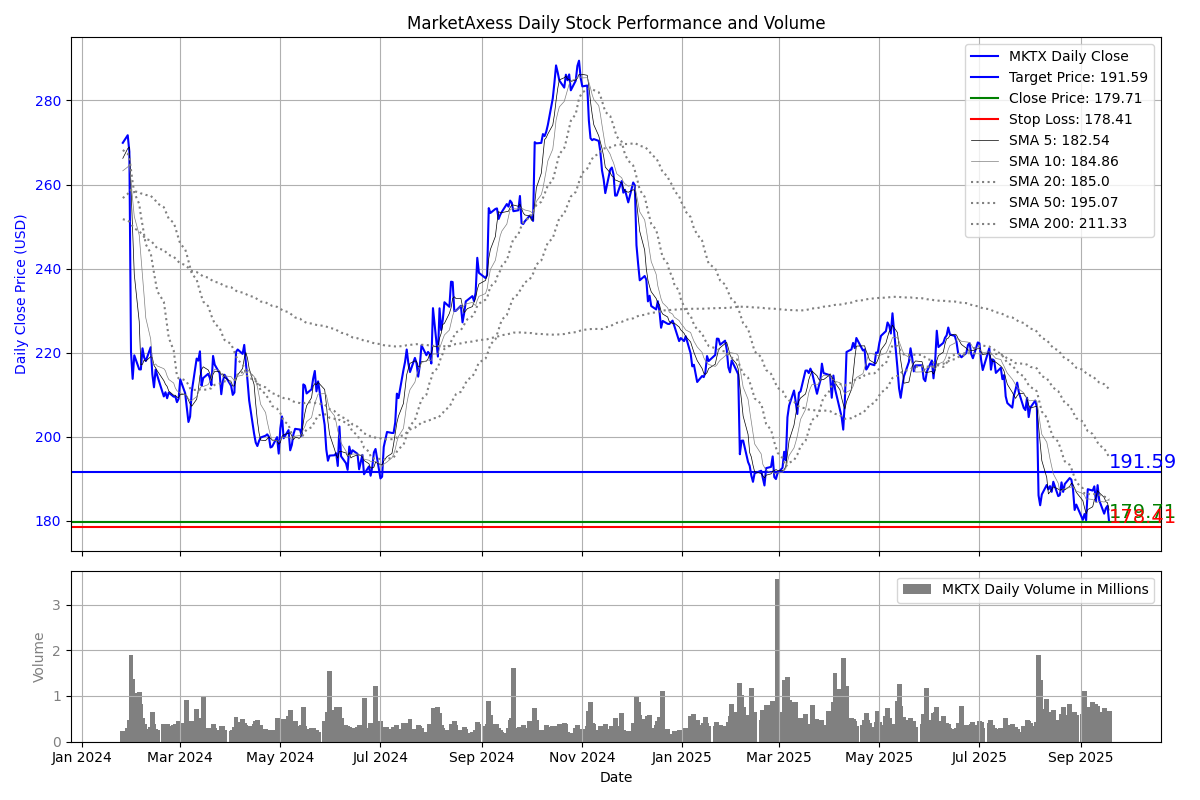 MarketAxess Daily Stock Performance and Volume
MKTX Daily Close
Target Price: 191.59
Close Price: 179.71
Stop Loss: 178.41
SMA 5: 182.54
SMA 10: 184.86
SMA 20: 185.0
SMA 50: 195.07
SMA 200: 211.33
Daily Close Price (USD)
280
260
240
220
200
180
191.59
179.71
178.41
MKTX Daily Volume in Millions
Volume
3
2
1
0
Jan 2024 Mar 2024 May 2024 Jul 2024 Sep 2024 Nov 2024 Jan 2025 Mar 2025 May 2025 Jul 2025 Sep 2025
Date